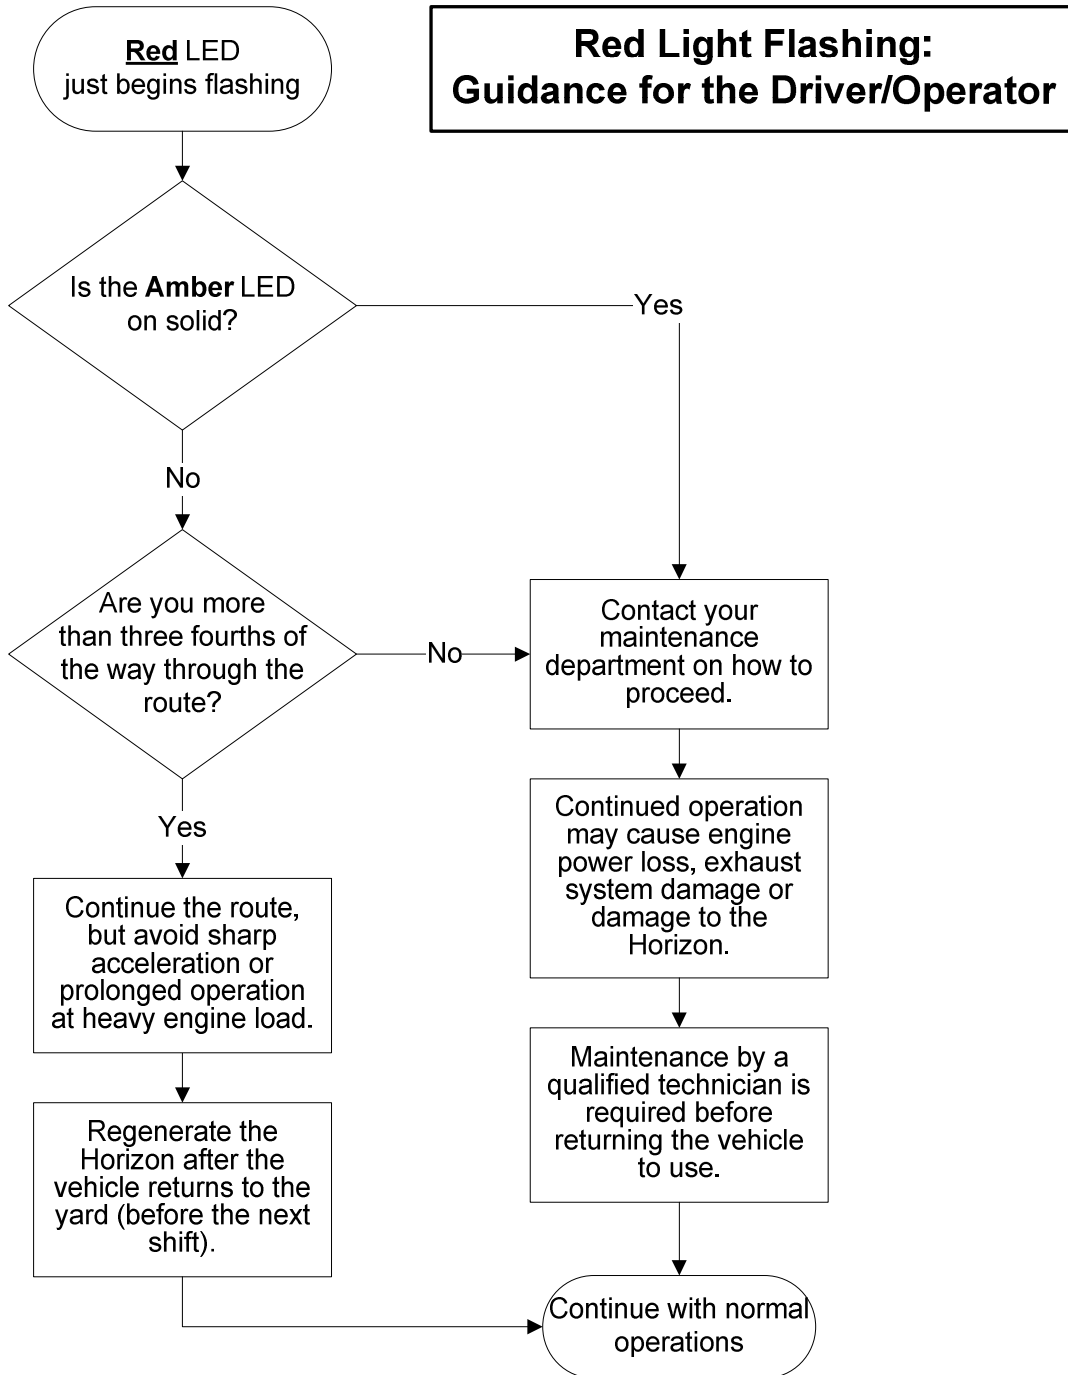 Red LED
just begins flashing
Red Light Flashing:
Guidance for the Driver/Operator
Is the Amber LED
on solid?
Yes
No
Are you more
than three fourths of
the way through the
route?
No
Contact your
maintenance
department on how to
proceed.
Yes
Continued operation
may cause engine
power loss, exhaust
system damage or
damage to the
Horizon.
Continue the route,
but avoid sharp
acceleration or
prolonged operation
at heavy engine load.
Maintenance by a
qualified technician is
required before
returning the vehicle
to use.
Regenerate the
Horizon after the
vehicle returns to the
yard (before the next
shift).
Continue with normal
operations